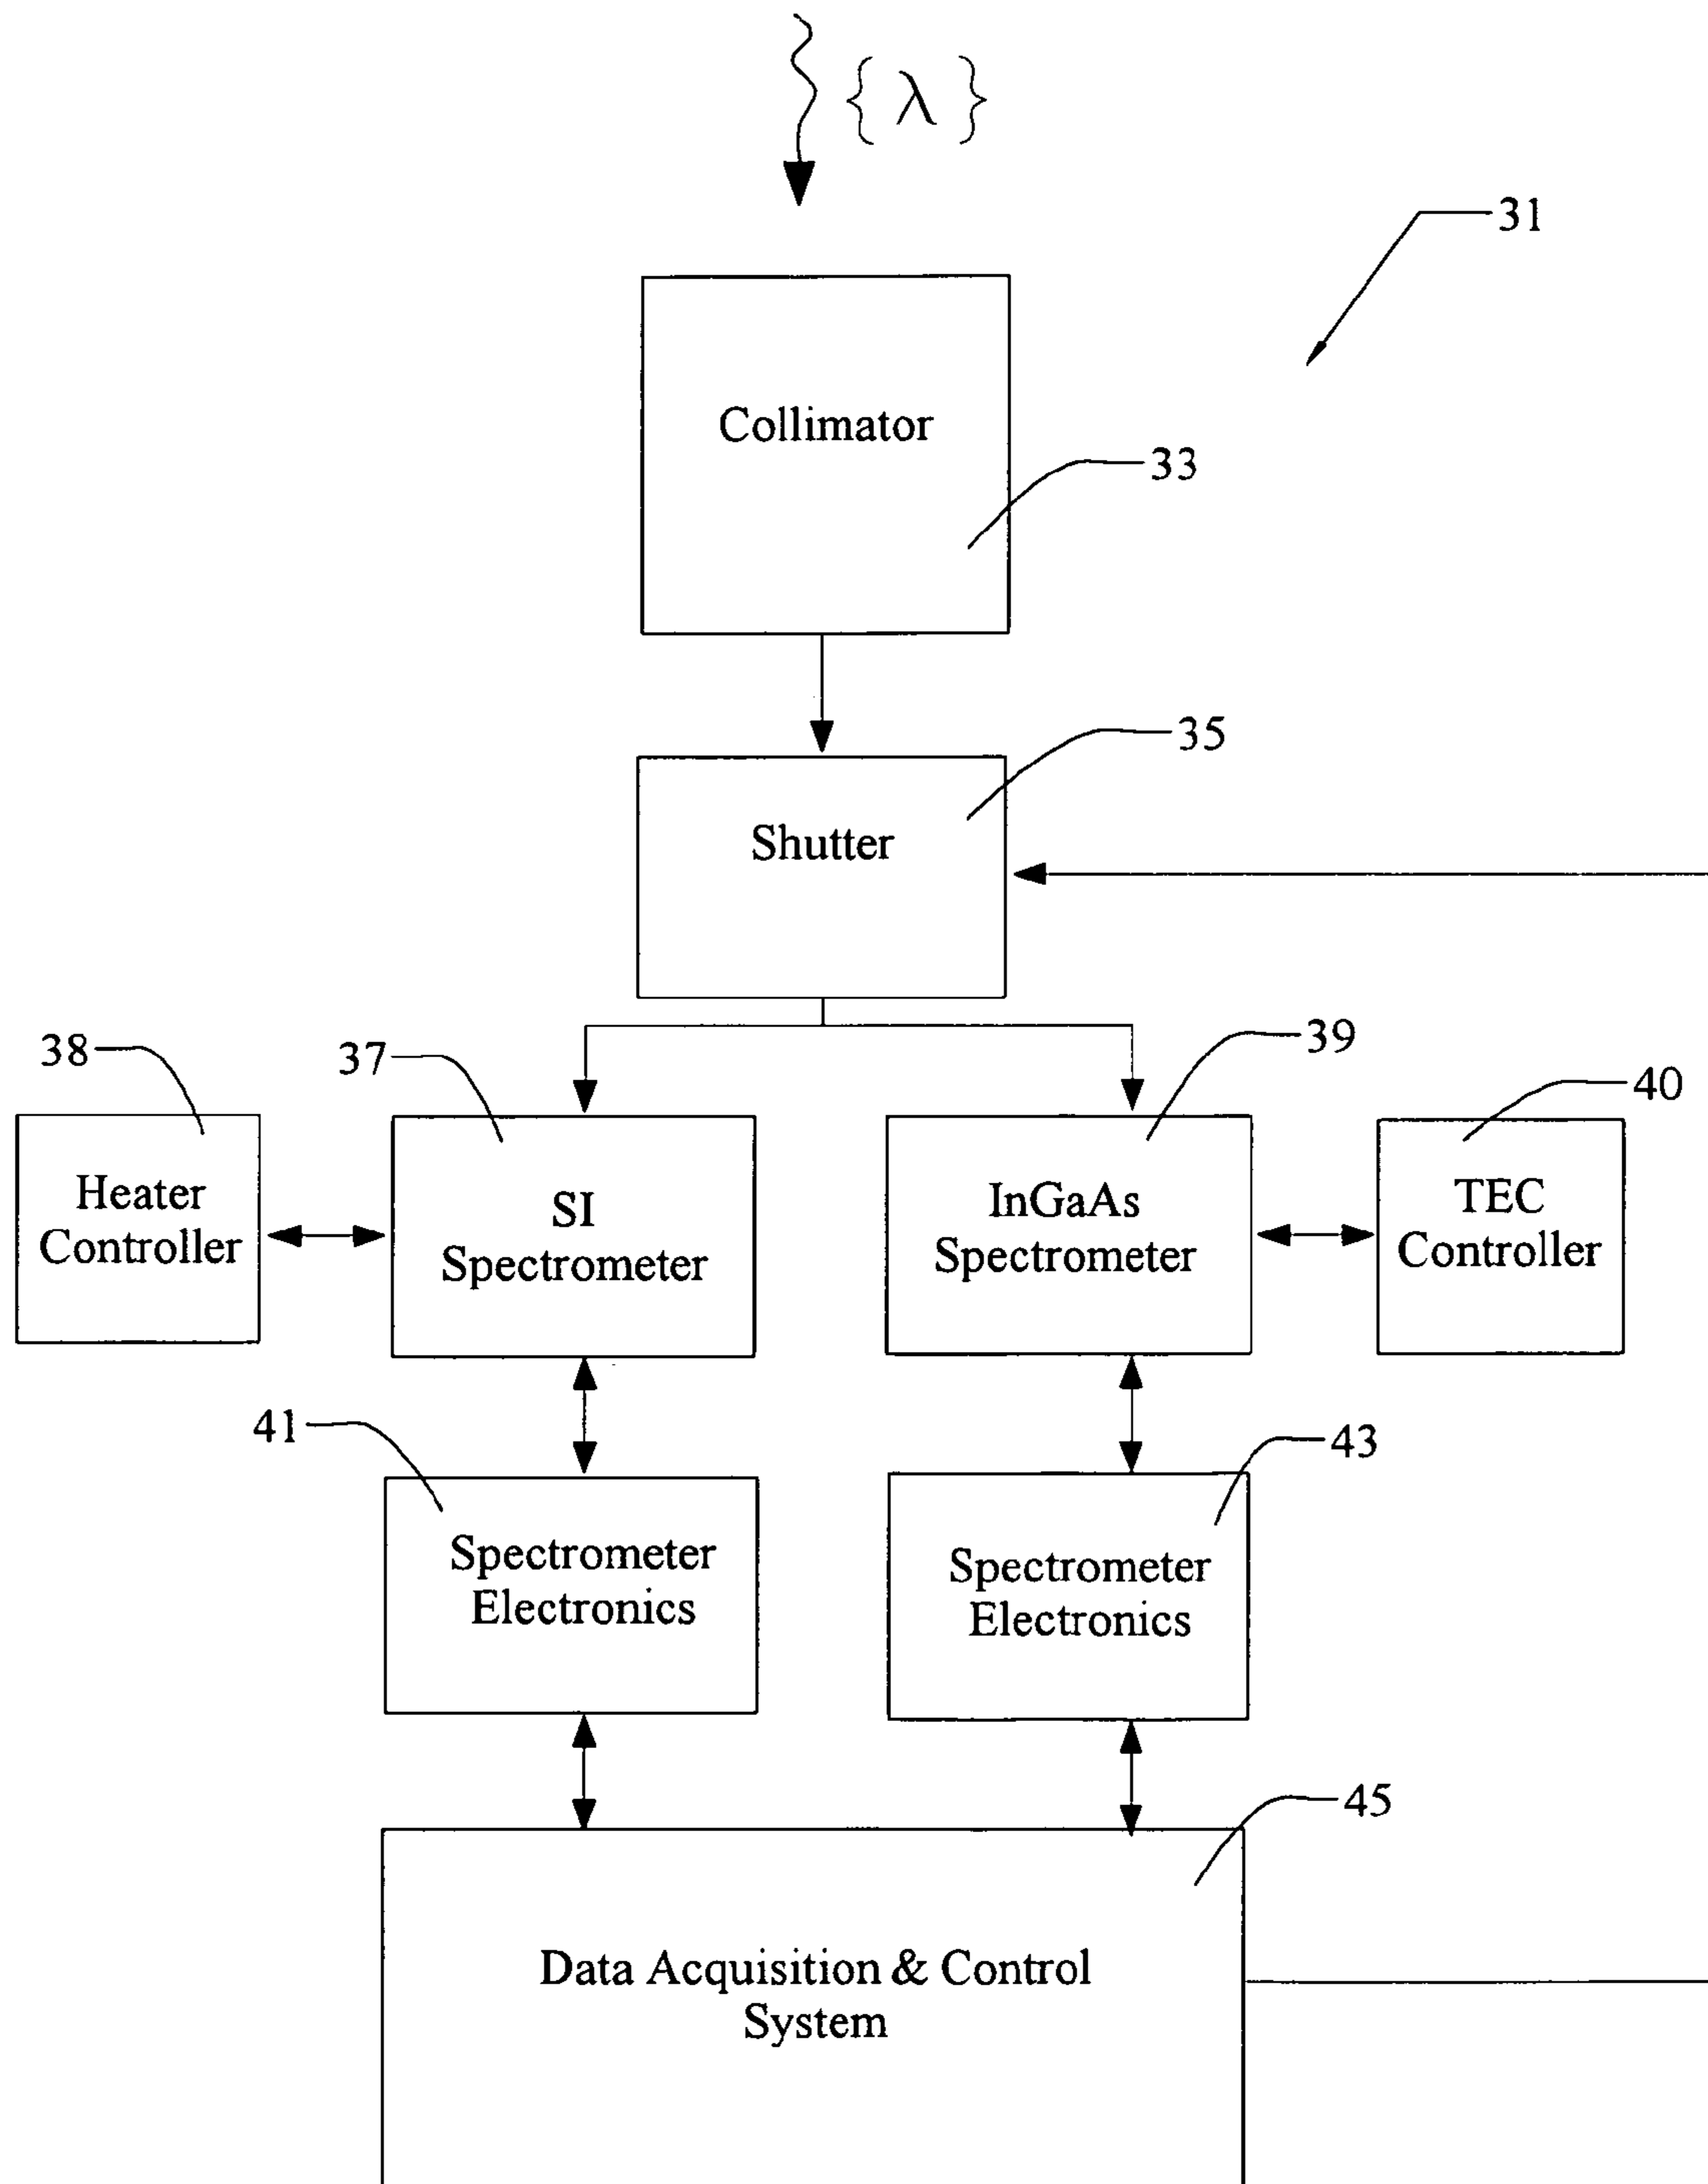 { λ }
31
Collimator
33
35
Shutter
38
37
39
40
Heater
Controller
SI
Spectrometer
InGaAs
Spectrometer
TEC
Controller
41
43
Spectrometer
Electronics
Spectrometer
Electronics
45
Data Acquisition & Control
System